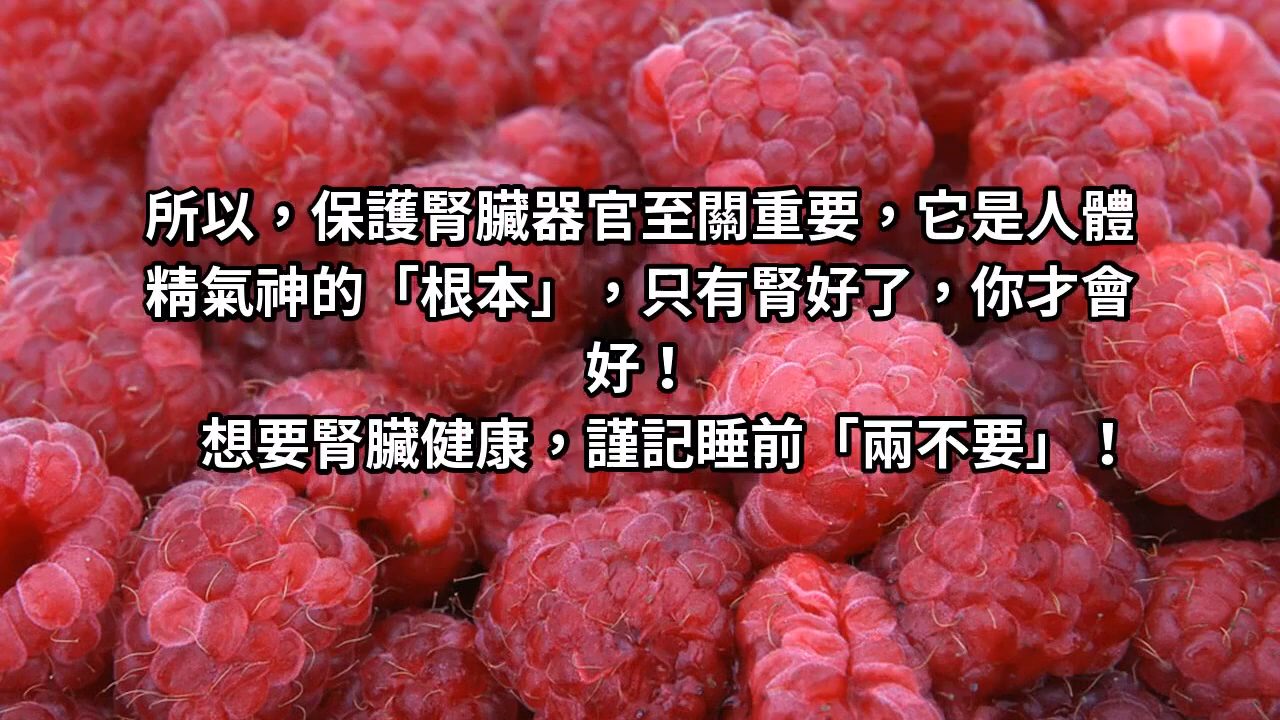 所以，保護腎臟器官至關重要，它是人體
精氣神的「根本」，只有腎好了，你才會
好！
想要腎臟健康，謹記睡前「兩不要」！